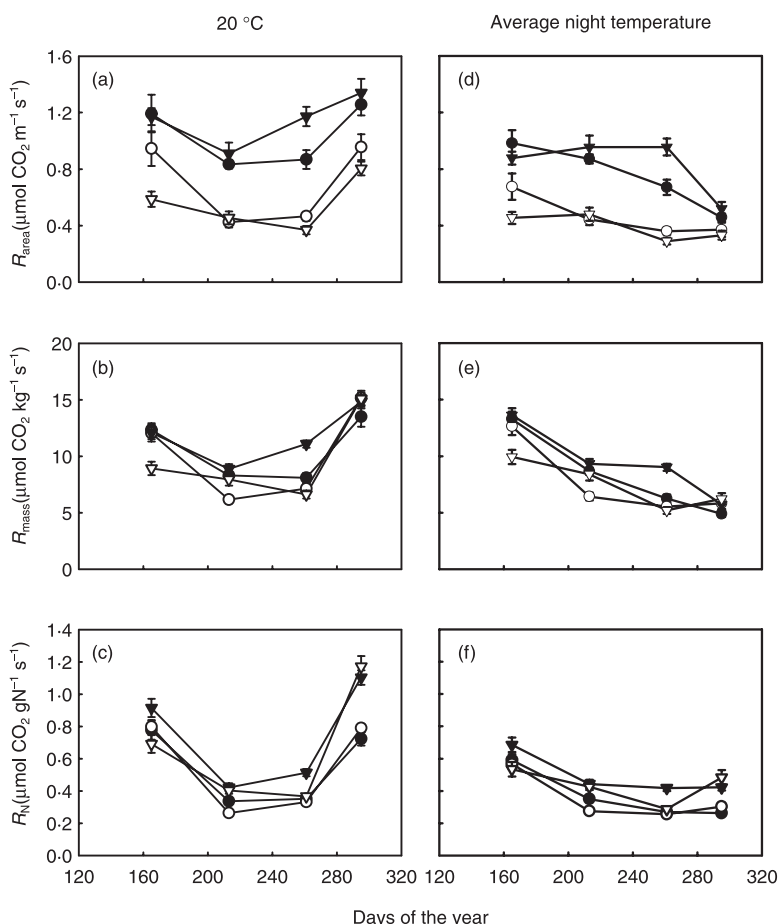 20 °C
Average night temperature
R_area(μmol CO₂ m⁻¹ s⁻¹)
1·6
1·2
0·8
0·4
0·0
(a)
(d)
R_mass(μmol CO₂ kg⁻¹ s⁻¹)
20
15
10
5
0
(b)
(e)
R_N(μmol CO₂ gN⁻¹ s⁻¹)
1·4
1·2
1·0
0·8
0·6
0·4
0·2
0·0
(c)
(f)
120 160 200 240 280 320 120 160 200 240 280 320
Days of the year